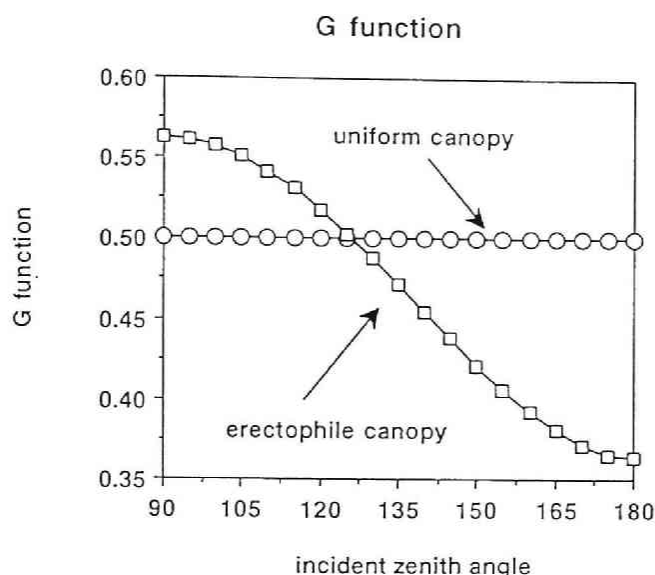 G function
0.60
0.55
0.50
0.45
0.40
0.35
G function
uniform canopy
erectophile canopy
90 105 120 135 150 165 180
incident zenith angle